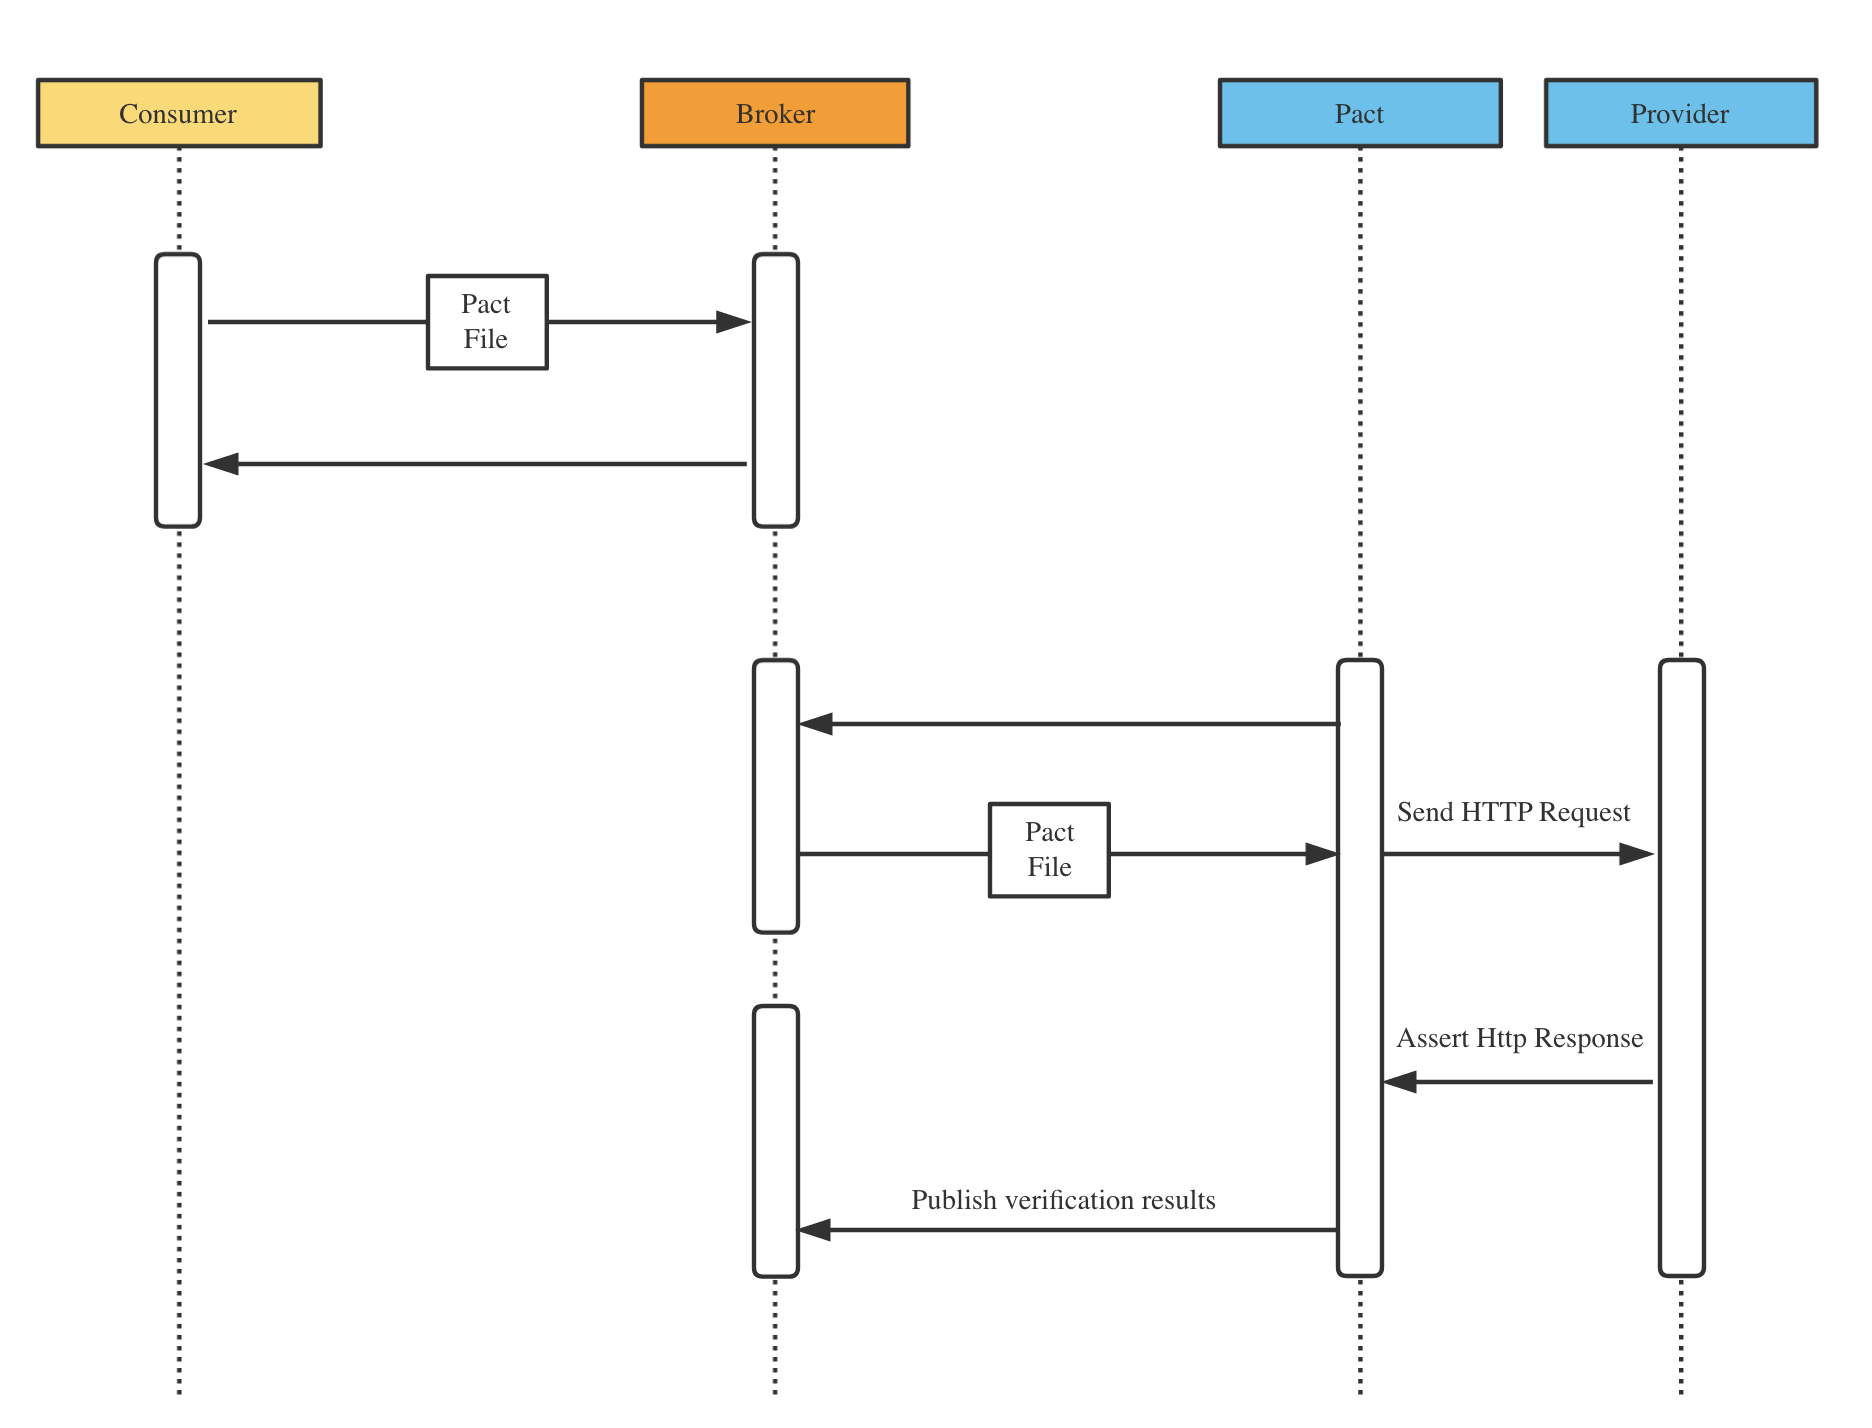 Consumer
Broker
Pact
Provider
Pact
File
Pact
File
Send HTTP Request
Assert Http Response
Publish verification results